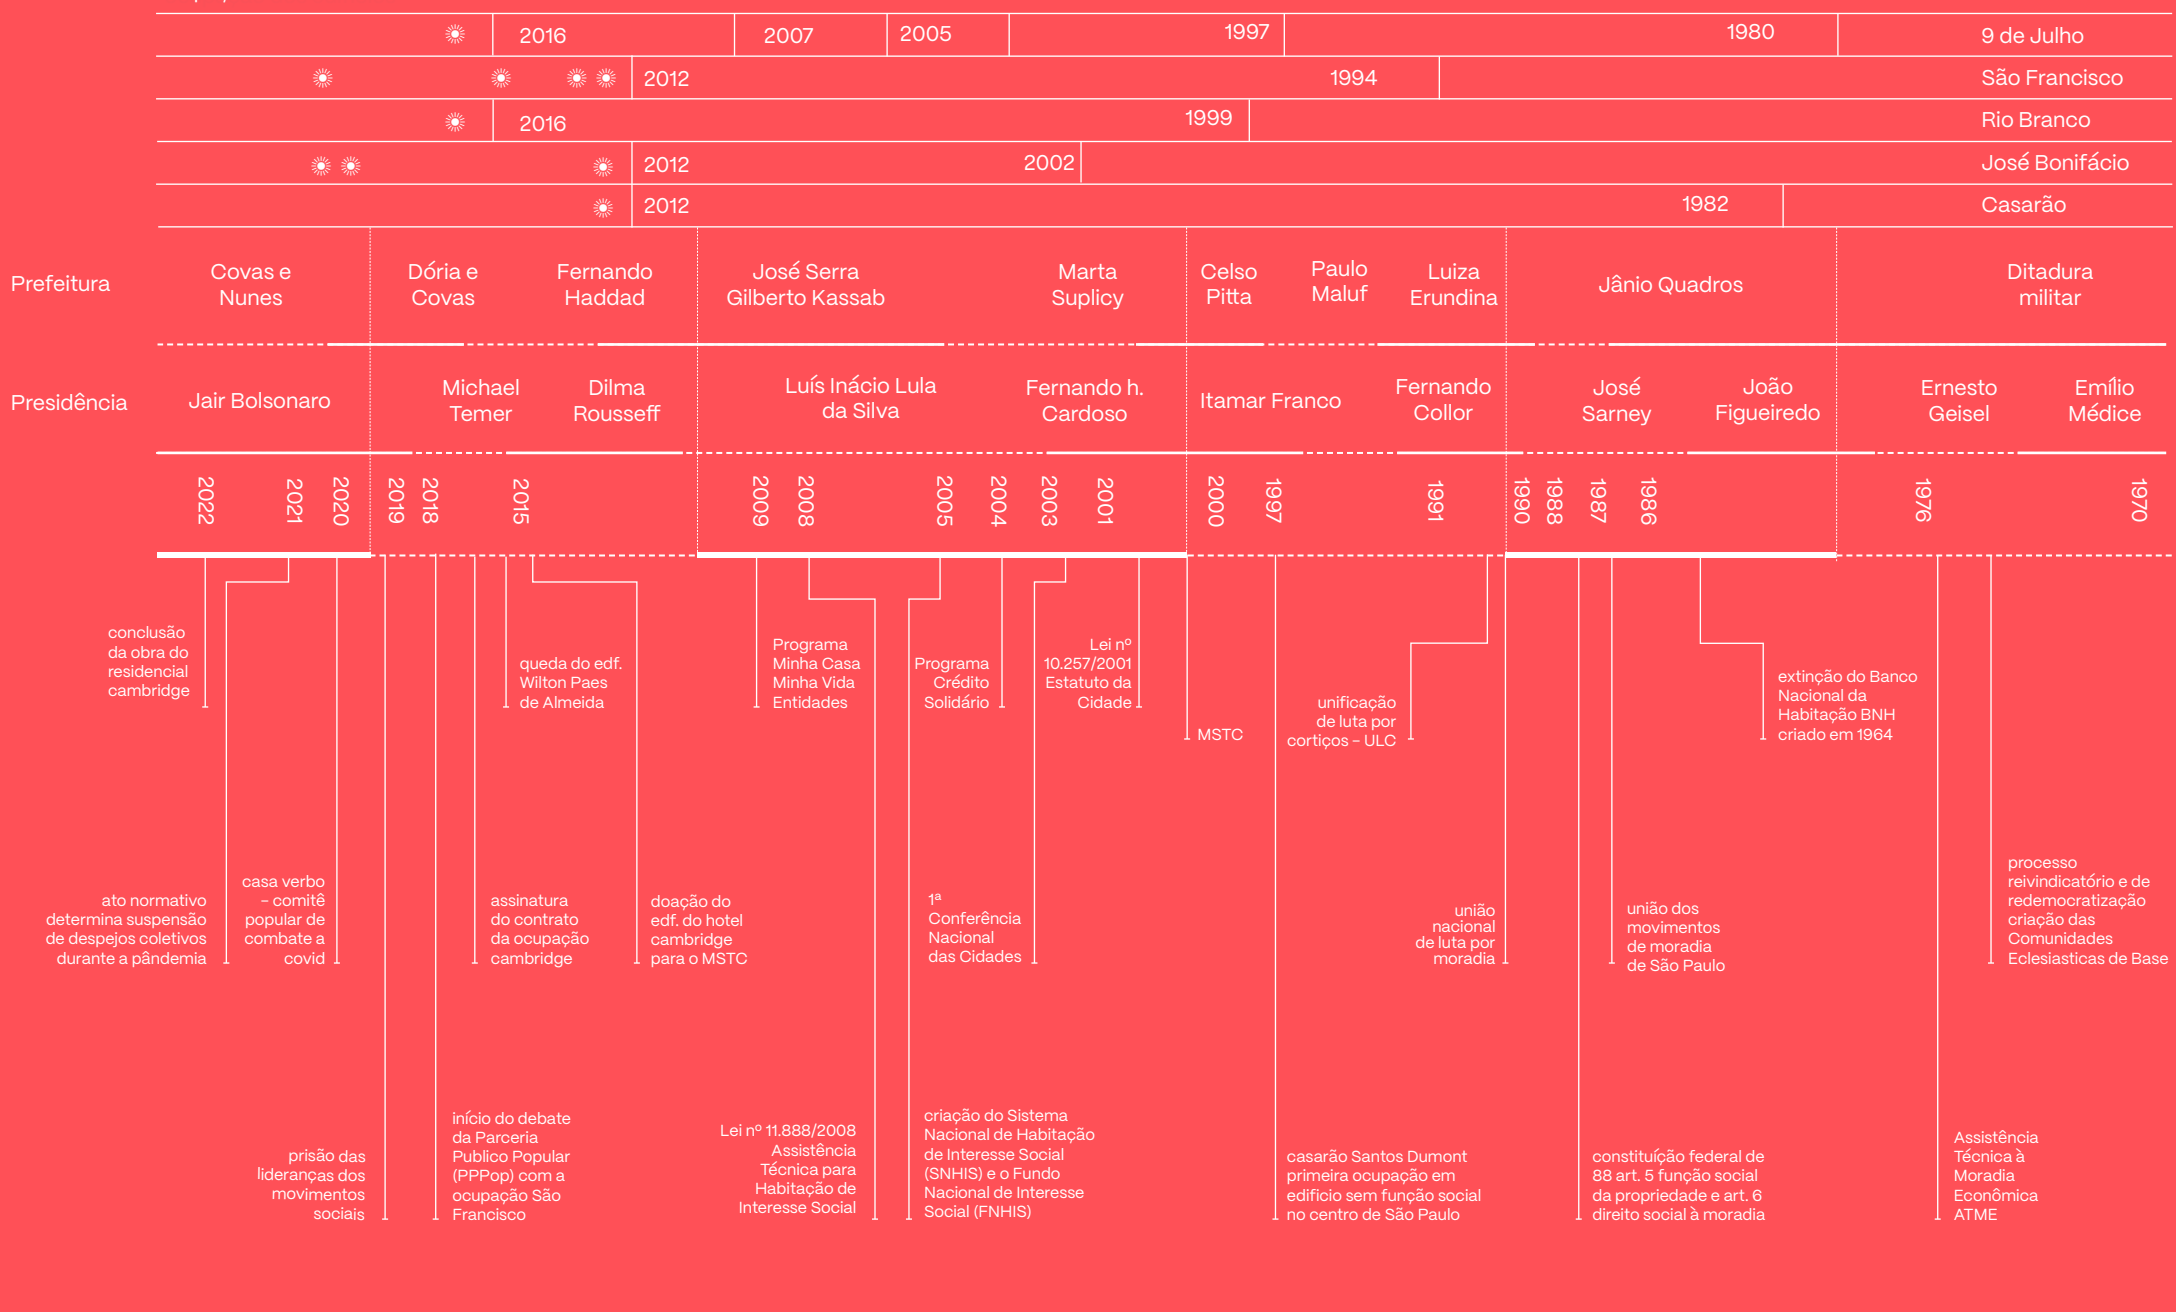 2016 2007 2005 1997 1980 9 de Julho
2012 1994 São Francisco
2016 1999 Rio Branco
2012 2002 José Bonifácio
2012 1982 Casarão
Prefeitura
Covas e
Nunes
Dória e
Covas
Fernando
Haddad
José Serra
Gilberto Kassab
Marta
Suplicy
Celso
Pitta
Paulo
Maluf
Luiza
Erundina
Jânio Quadros
Ditadura
militar
Presidência
Jair Bolsonaro
Michael
Temer
Dilma
Rousseff
Luís Inácio Lula
da Silva
Fernando h.
Cardoso
Itamar Franco
Fernando
Collor
José
Sarney
João
Figueiredo
Ernesto
Geisel
Emílio
Médice
2022
2021
2020
2019
2018
2015
2009
2008
2005
2004
2003
2001
2000
1997
1991
1990
1988
1987
1986
1976
1970
conclusão
da obra do
residencial
cambridge
queda do edf.
Wilton Paes
de Almeida
Programa
Minha Casa
Minha Vida
Entidades
Programa
Crédito
Solidário
Lei nº
10.257/2001
Estatuto da
Cidade
MSTC
unificação
de luta por
cortiços – ULC
extinção do Banco
Nacional da
Habitação BNH
criado em 1964
ato normativo
determina suspensão
de despejos coletivos
durante a pândemia
casa verbo
– comitê
popular de
combate a
covid
assinatura
do contrato
da ocupação
cambridge
doação do
edf. do hotel
cambridge
para o MSTC
1ª
Conferência
Nacional
das Cidades
união
nacional
de luta por
moradia
união dos
movimentos
de moradia
de São Paulo
processo
reivindicatório e de
redemocratização
criação das
Comunidades
Eclesiasticas de Base
prisão das
lideranças dos
movimentos
sociais
início do debate
da Parceria
Publico Popular
(PPPop) com a
ocupação São
Francisco
Lei nº 11.888/2008
Assistência
Técnica para
Habitação de
Interesse Social
criação do Sistema
Nacional de Habitação
de Interesse Social
(SNHIS) e o Fundo
Nacional de Interesse
Social (FNHIS)
casarão Santos Dumont
primeira ocupação em
edificio sem função social
no centro de São Paulo
constituíção federal de
88 art. 5 função social
da propriedade e art. 6
direito social à moradia
Assistência
Técnica à
Moradia
Econômica
ATME